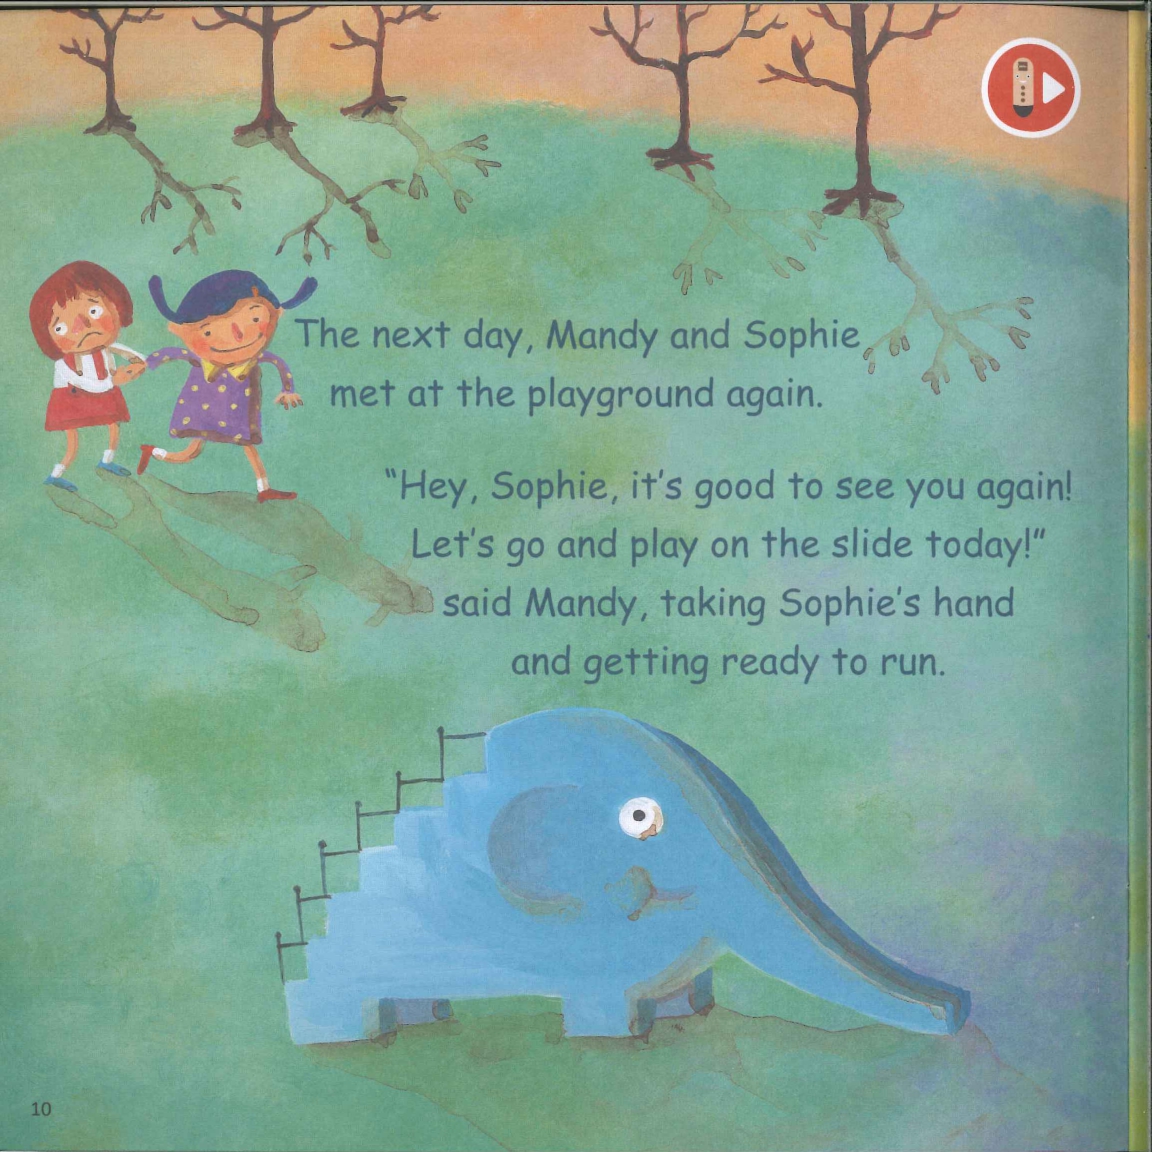 The next day, Mandy and Sophie
met at the playground again.
“Hey, Sophie, it’s good to see you again!
Let’s go and play on the slide today!”
said Mandy, taking Sophie’s hand
and getting ready to run.
10